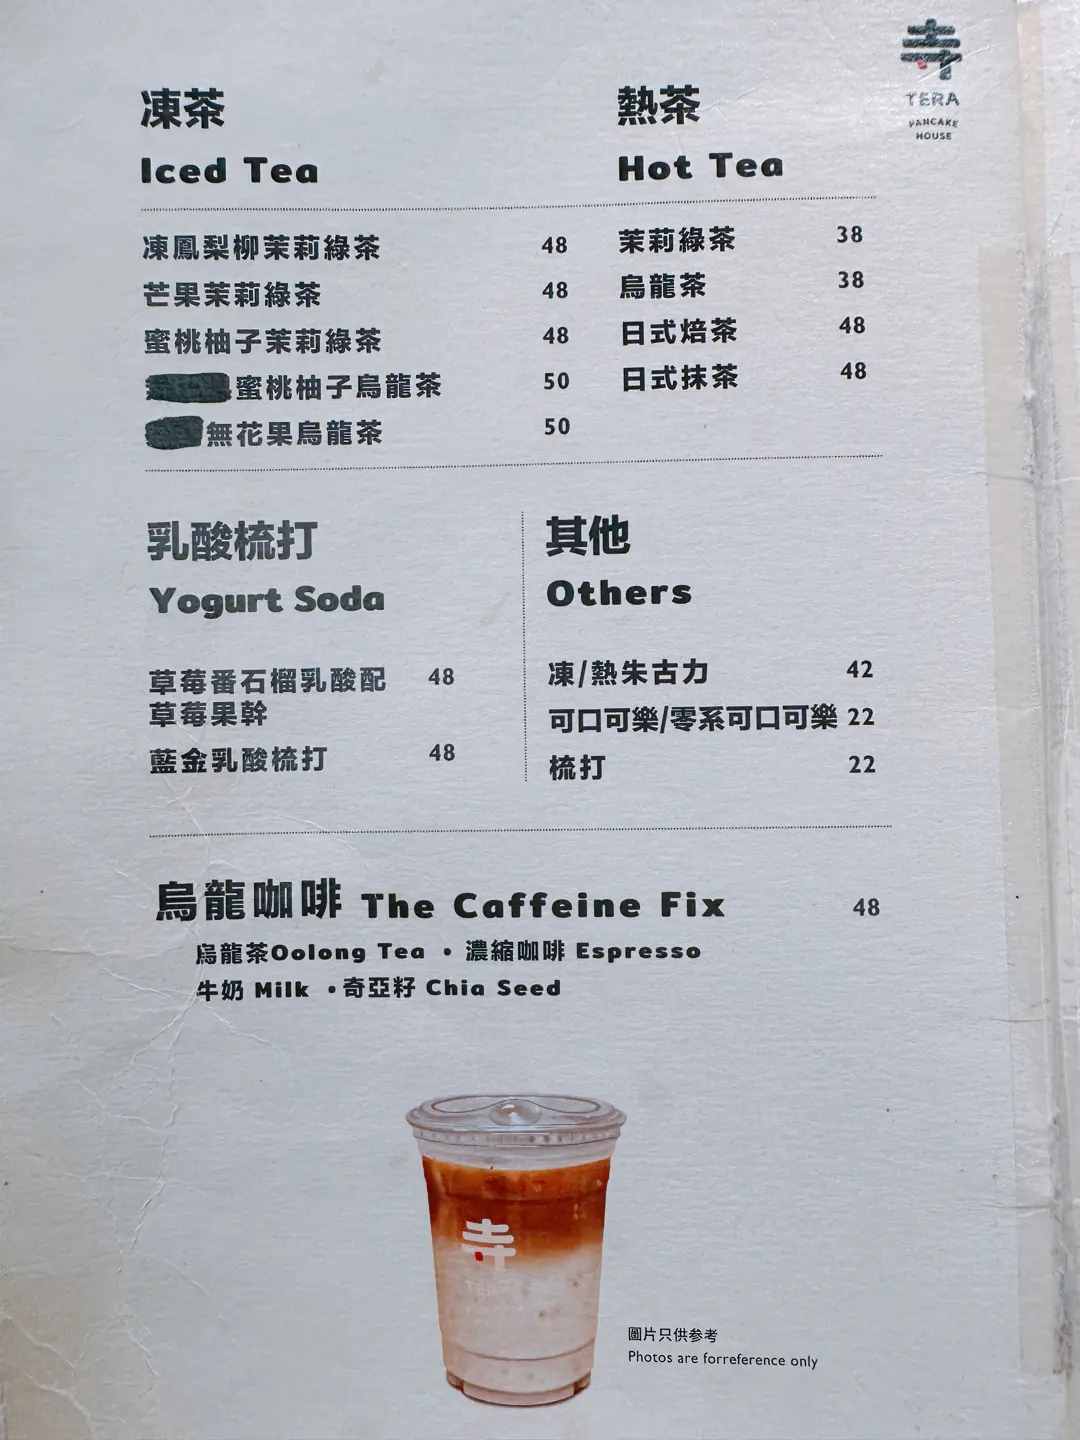 寺
TERA
PANCAKE
HOUSE
凍茶
Iced Tea
凍鳳梨柳茉莉綠茶 48
芒果茉莉綠茶 48
蜜桃柚子茉莉綠茶 48
蜜桃柚子烏龍茶 50
無花果烏龍茶 50
熱茶
Hot Tea
茉莉綠茶 38
烏龍茶 38
日式焙茶 48
日式抹茶 48
乳酸梳打
Yogurt Soda
草莓番石榴乳酸配 48
草莓果幹
藍金乳酸梳打 48
其他
Others
凍/熱朱古力 42
可口可樂/零系可口可樂 22
梳打 22
烏龍咖啡 The Caffeine Fix 48
烏龍茶Oolong Tea • 濃縮咖啡 Espresso
牛奶 Milk • 奇亞籽 Chia Seed
寺
圖片只供參考
Photos are forreference only